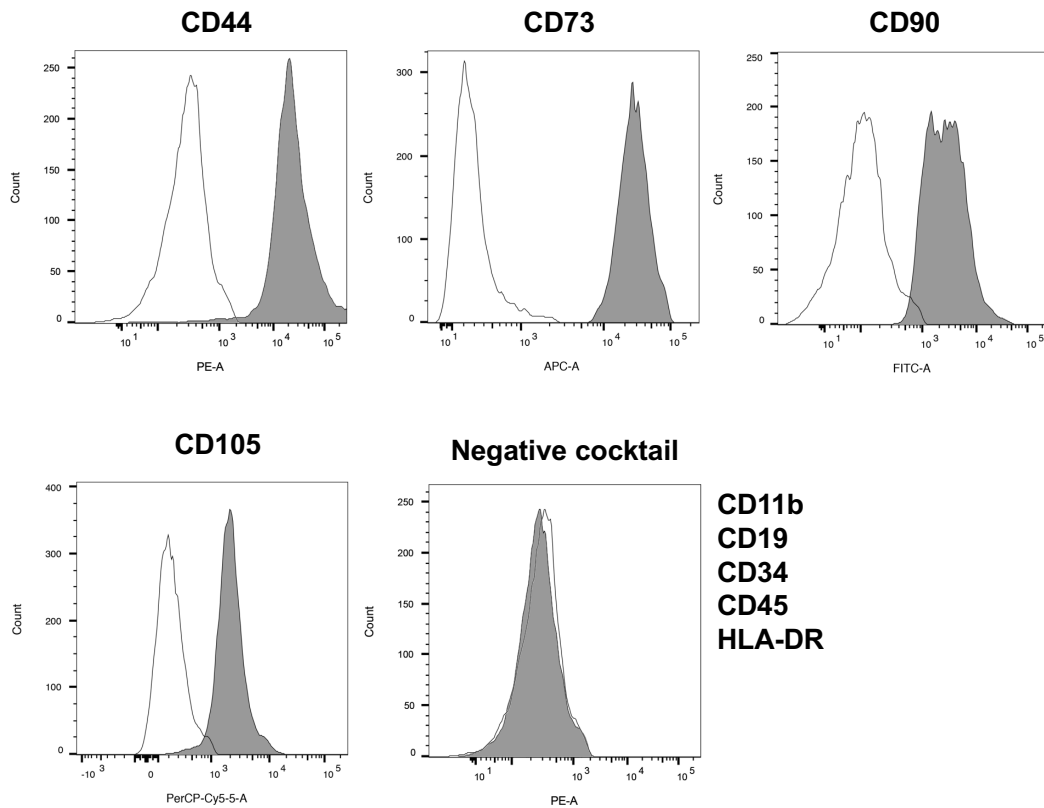 CD44
CD73
CD90
250
200
150
100
50
0
Count
10 1
10 3
10 4
10 5
PE-A
300
200
100
0
Count
10 1
10 3
10 4
10 5
APC-A
250
200
150
100
50
0
Count
10 1
10 3
10 4
10 5
FITC-A
CD105
Negative cocktail
400
300
200
100
0
Count
-10 3
0
10 3
10 4
10 5
PerCP-Cy5-5-A
250
200
150
100
50
0
Count
10 1
10 3
10 4
10 5
PE-A
CD11b
CD19
CD34
CD45
HLA-DR